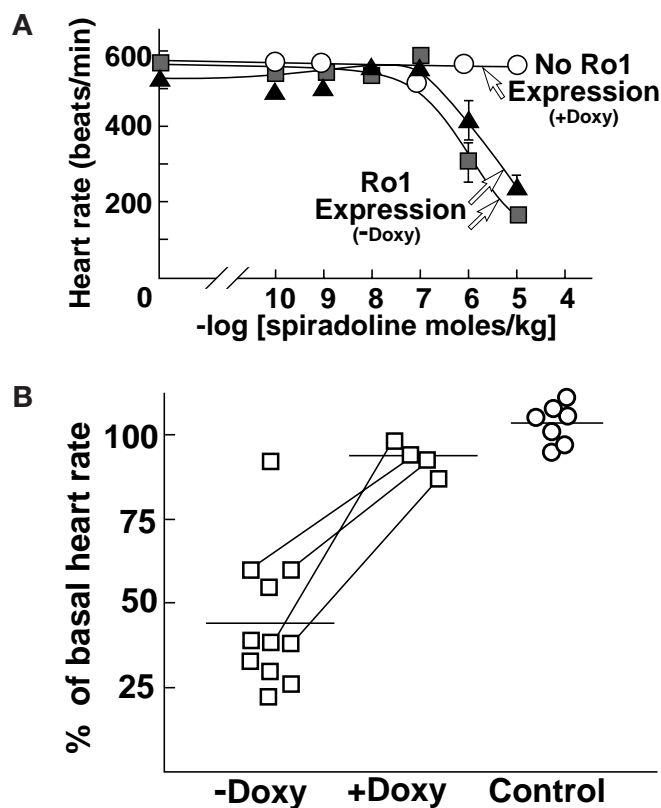 A
Heart rate (beats/min)
600
400
200
0
No Ro1
Expression
(+Doxy)
Ro1
Expression
(-Doxy)
10 9 8 7 6 5 4
-log [spiradoline moles/kg]
B
% of basal heart rate
100
75
50
25
-Doxy +Doxy Control